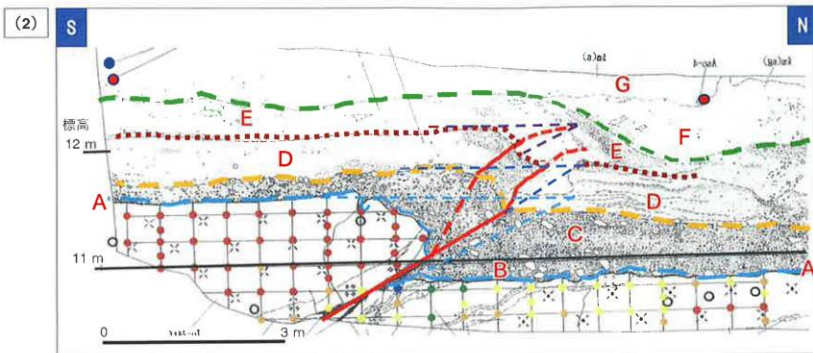 (2)
S N
G
E F
標高
12 m E
D D
A C
11 m B A
0 3 m